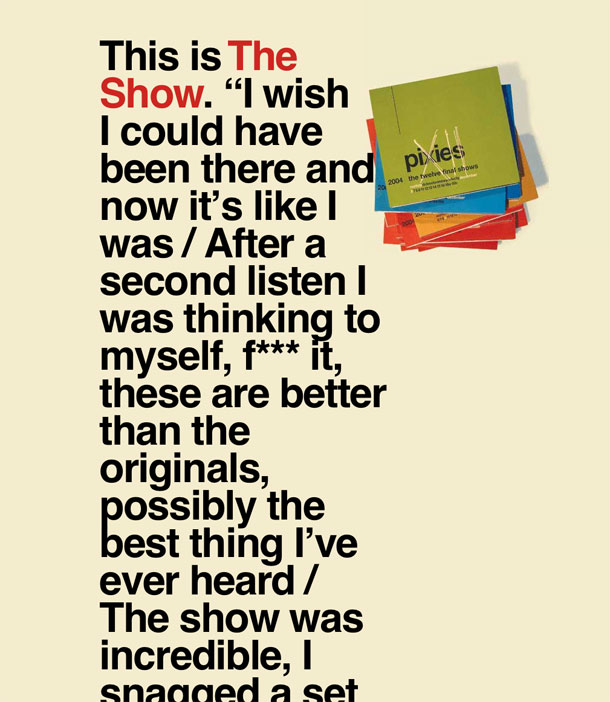 This is The
Show. “I wish
I could have
been there and
now it’s like I
was / After a
second listen I
was thinking to
myself, f*** it,
these are better
than the
originals,
possibly the
best thing I’ve
ever heard /
The show was
incredible, I
snagged a set
XII
pixies
2004 the twelve final shows